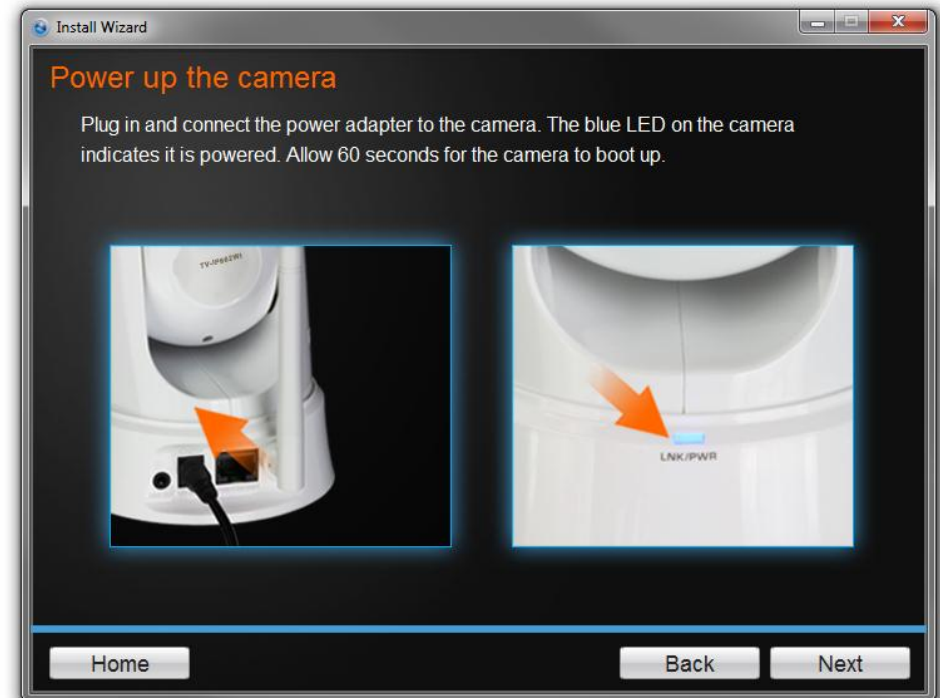 Install Wizard
Power up the camera
Plug in and connect the power adapter to the camera. The blue LED on the camera
indicates it is powered. Allow 60 seconds for the camera to boot up.
TV-IP662WI
LNK/PWR
Home
Back
Next